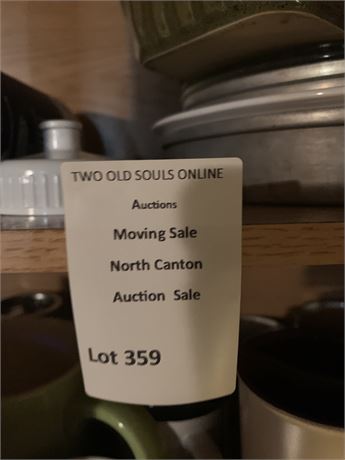 TWO OLD SOULS ONLINE
Auctions
Moving Sale
North Canton
Auction Sale
Lot 359